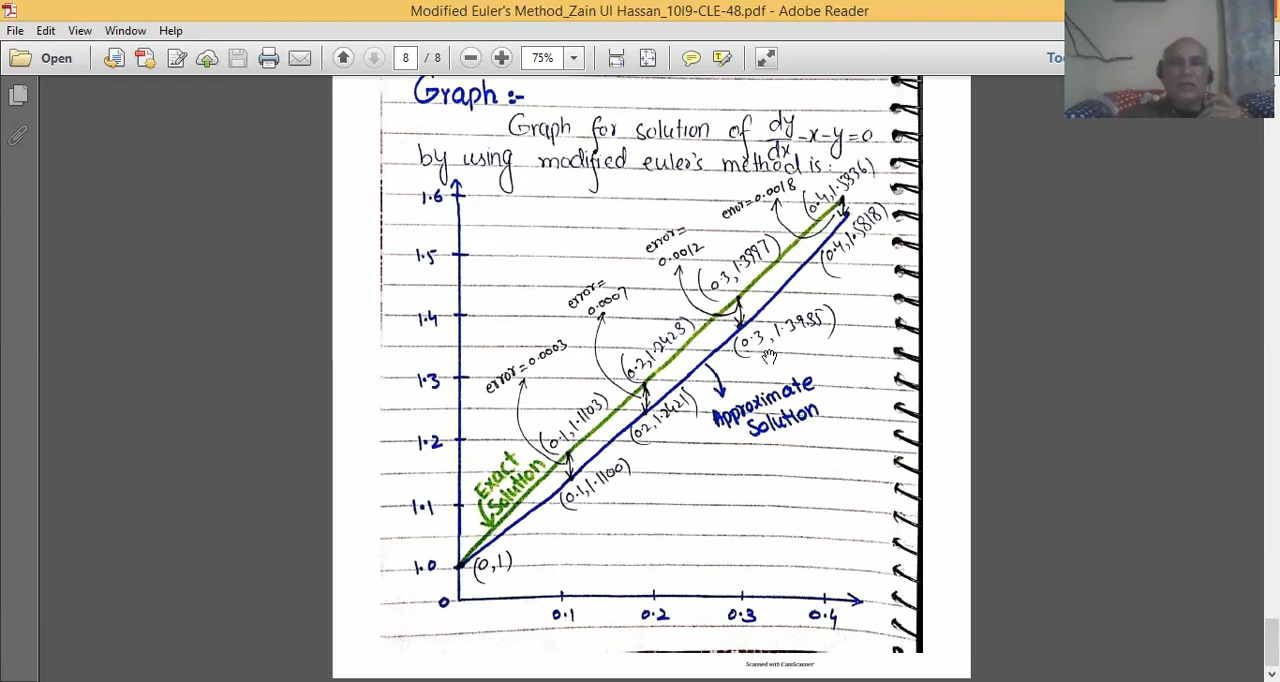 Modified Euler's Method_Zain Ul Hassan_10I9-CLE-48.pdf - Adobe Reader
File Edit View Window Help
Open 8 / 8 75%
Graph :-
Graph for solution of dy/dx -x-y=0
by using modified euler's method is:
1.6
1.5
1.4
1.3
1.2
1.1
1.0
0
0.1 0.2 0.3 0.4
error=0.0018
(0.4, 1.5836)
(0.4, 1.5818)
error=
0.0012
(0.3, 1.3997)
(0.3, 1.3985)
error=
0.0007
(0.2, 1.2428)
(0.2, 1.2421)
error=0.0003
(0.1, 1.1103)
(0.1, 1.1100)
Approximate
Solution
Exact
Solution
(0,1)
Scanned with CamScanner